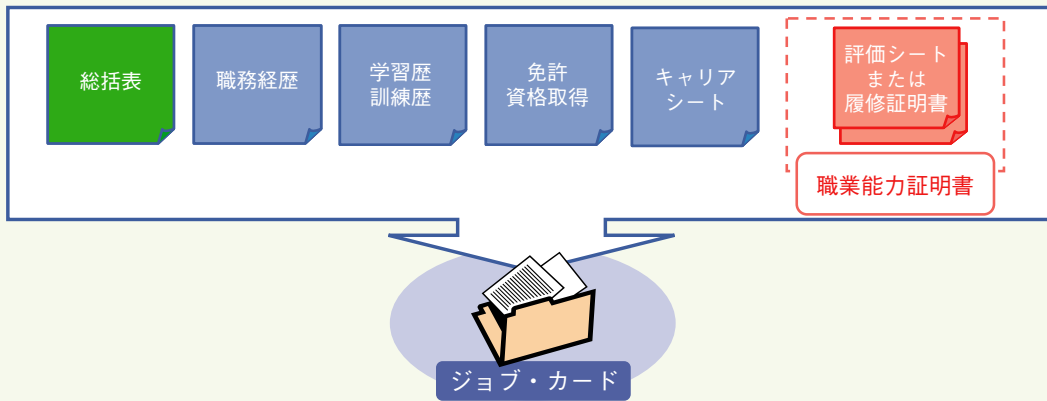 総括表
職務経歴
学習歴
訓練歴
免許
資格取得
キャリア
シート
評価シート
または
履修証明書
職業能力証明書
ジョブ・カード